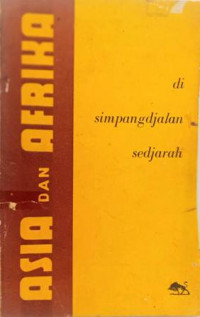 ASIA DAN AFRIKA
di
simpangdjalan
sedjarah